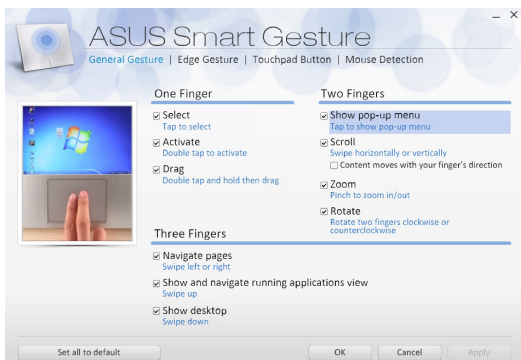 ASUS Smart Gesture
General Gesture | Edge Gesture | Touchpad Button | Mouse Detection
One Finger
Select
Tap to select
Activate
Double tap to activate
Drag
Double tap and hold then drag
Two Fingers
Show pop-up menu
Tap to show pop-up menu
Scroll
Swipe horizontally or vertically
Content moves with your finger's direction
Zoom
Pinch to zoom in/out
Rotate
Rotate two fingers clockwise or
counterclockwise
Three Fingers
Navigate pages
Swipe left or right
Show and navigate running applications view
Swipe up
Show desktop
Swipe down
Set all to default
OK
Cancel
Apply